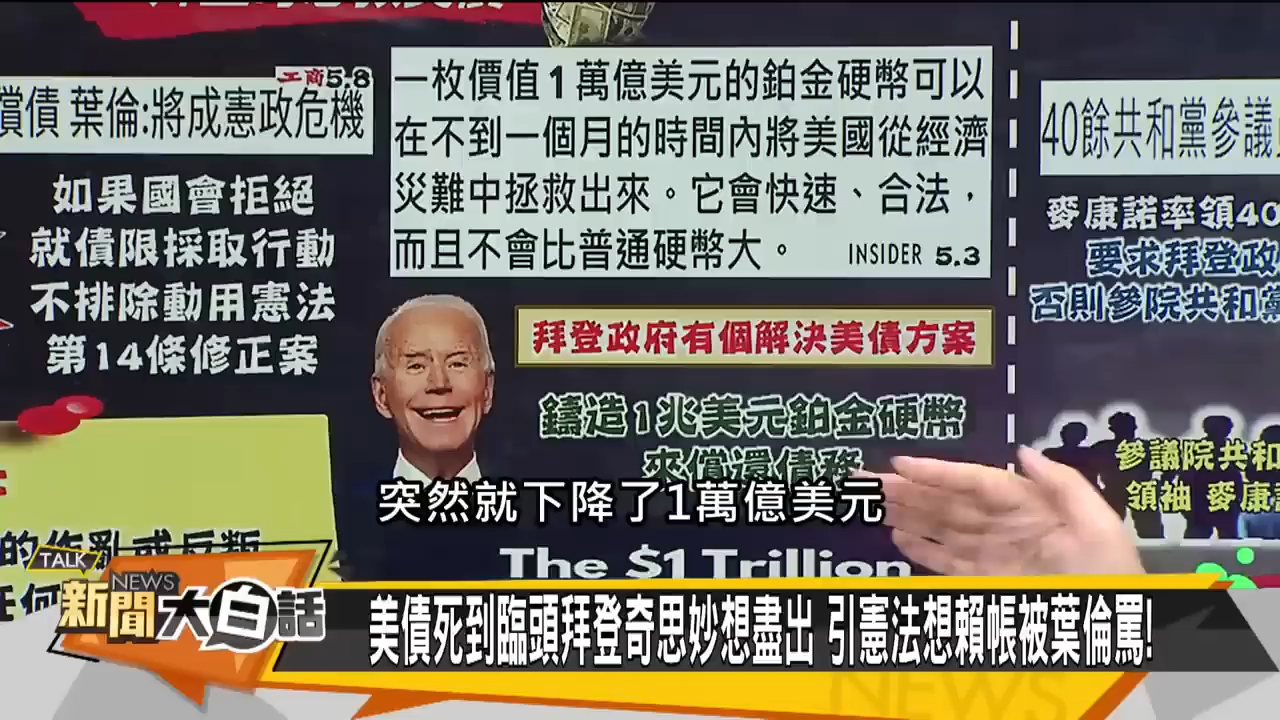 工商5.8
償債 葉倫:將成憲政危機
如果國會拒絕
就債限採取行動
不排除動用憲法
第14條修正案
一枚價值1萬億美元的鉑金硬幣可以
在不到一個月的時間內將美國從經濟
災難中拯救出來。它會快速、合法，
而且不會比普通硬幣大。
INSIDER 5.3
拜登政府有個解決美債方案
鑄造1兆美元鉑金硬幣
來償還債務
The $1 Trillion
40餘共和黨參議
麥康諾率領40
要求拜登政
否則參院共和黨
參議院共和
領袖 麥康
突然就下降了1萬億美元
TALK
NEWS
新聞大白話
美債死到臨頭拜登奇思妙想盡出 引憲法想賴帳被葉倫罵!
NEWS